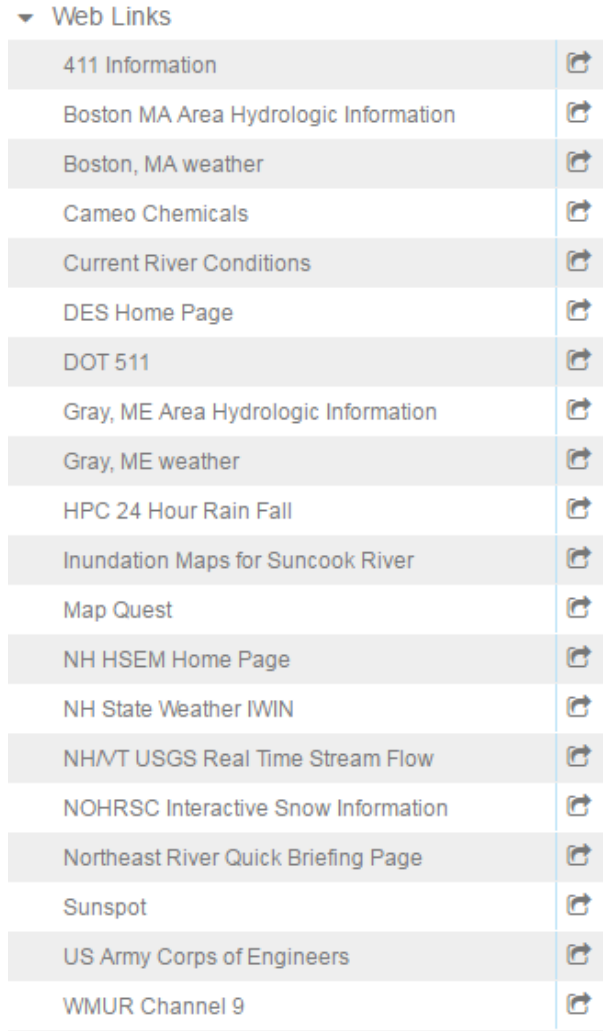 Web Links
411 Information
Boston MA Area Hydrologic Information
Boston, MA weather
Cameo Chemicals
Current River Conditions
DES Home Page
DOT 511
Gray, ME Area Hydrologic Information
Gray, ME weather
HPC 24 Hour Rain Fall
Inundation Maps for Suncook River
Map Quest
NH HSEM Home Page
NH State Weather IWIN
NH/VT USGS Real Time Stream Flow
NOHRSC Interactive Snow Information
Northeast River Quick Briefing Page
Sunspot
US Army Corps of Engineers
WMUR Channel 9